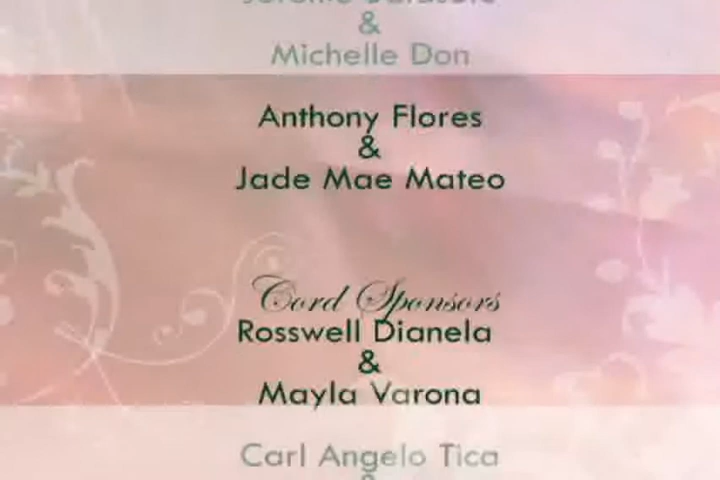 &
Michelle Don
Anthony Flores
&
Jade Mae Mateo
Cord Sponsors
Rosswell Dianela
&
Mayla Varona
Carl Angelo Tica